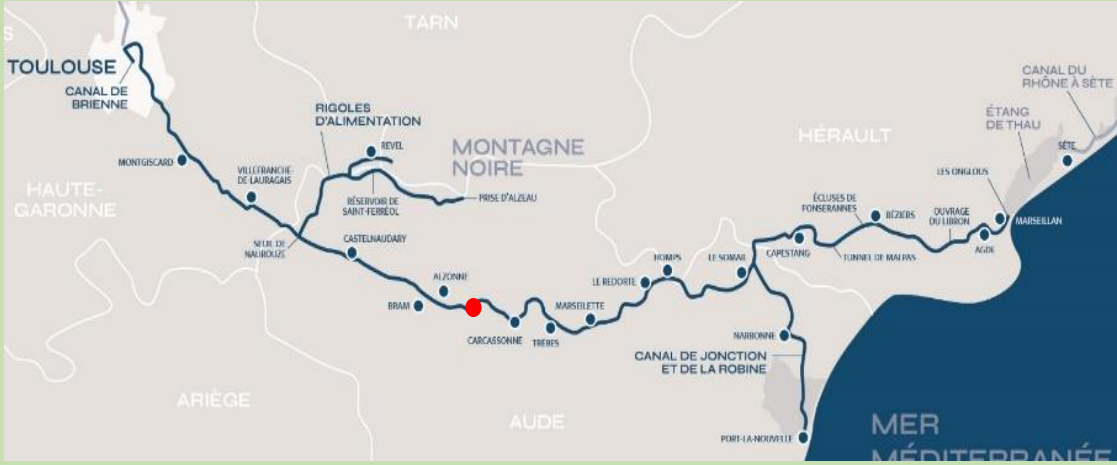 S
TARN
TOULOUSE
CANAL DE
BRIENNE
CANAL DU
RHÔNE À SÈTE
RIGOLES
D'ALIMENTATION
ÉTANG
DE THAU
HÉRAULT
REVEL
MONTAGNE
NOIRE
SÈTE
MONTGISCARD
VILLEFRANCHE-
DE-LAURAGAIS
LES ONGLOUS
HAUTE-
GARONNE
RÉSERVOIR DE
SAINT-FERRÉOL
PRISE D'ALZEAU
ÉCLUSES DE
FONSERANNES
BÉZIERS
OUVRAGE
DU LIBRON
MARSEILLAN
SEUIL DE
NAUROUZE
CASTELNAUDARY
CAPESTANG
TUNNEL DE MALPAS
AGDE
ALZONNE
HOMPS
LE SOMAIL
LE REDORTE
BRAM
MARSEILETTE
CARCASSONNE
TRÈBES
NARBONNE
CANAL DE JONCTION
ET DE LA ROBINE
ARIÈGE
AUDE
PORT-LA-NOUVELLE
MER
MÉDITERRANÉE